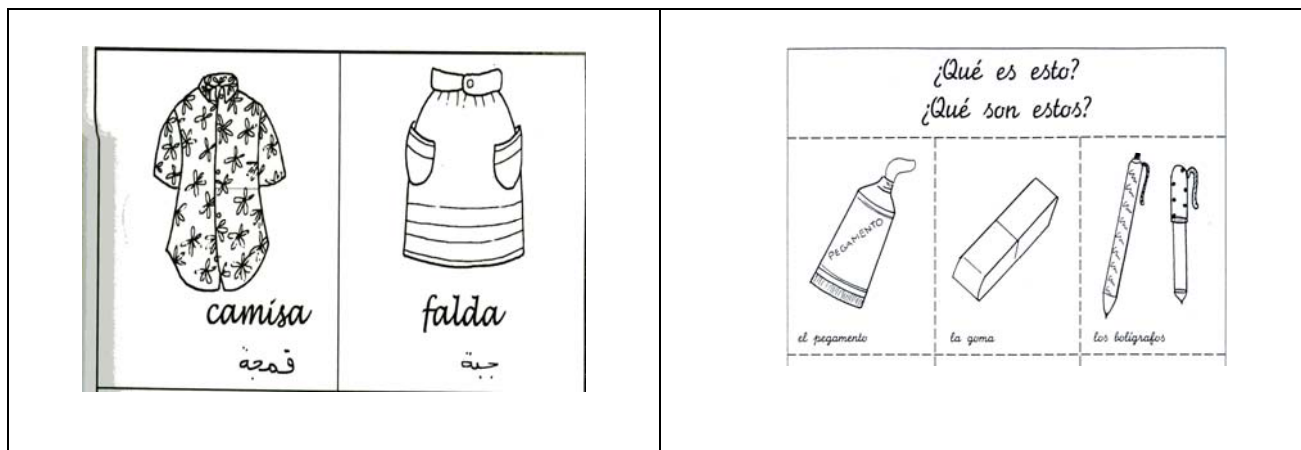 camisa
قمجة
falda
جبة
¿Qué es esto?
¿Qué son estos?
PEGAMENTO
el pegamento
la goma
los bolígrafos